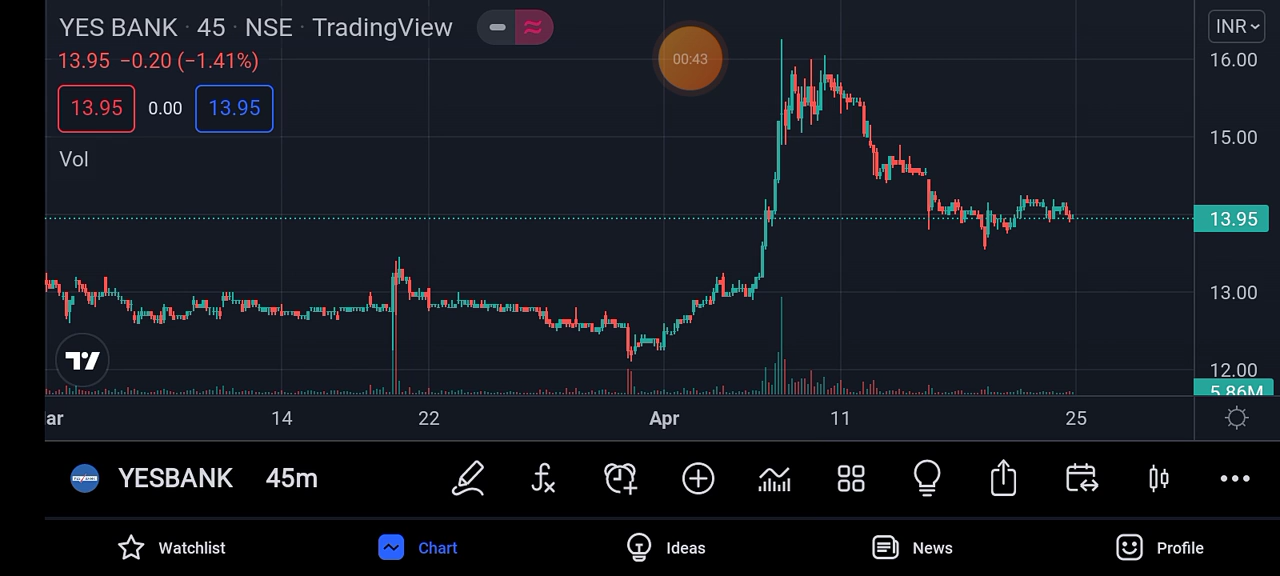 YES BANK · 45 · NSE · TradingView
INR
13.95 −0.20 (−1.41%)
00:43
13.95 0.00 13.95
Vol
16.00
15.00
13.95
13.00
12.00
5.86M
ar 14 22 Apr 11 25
YESBANK 45m
Watchlist Chart Ideas News Profile